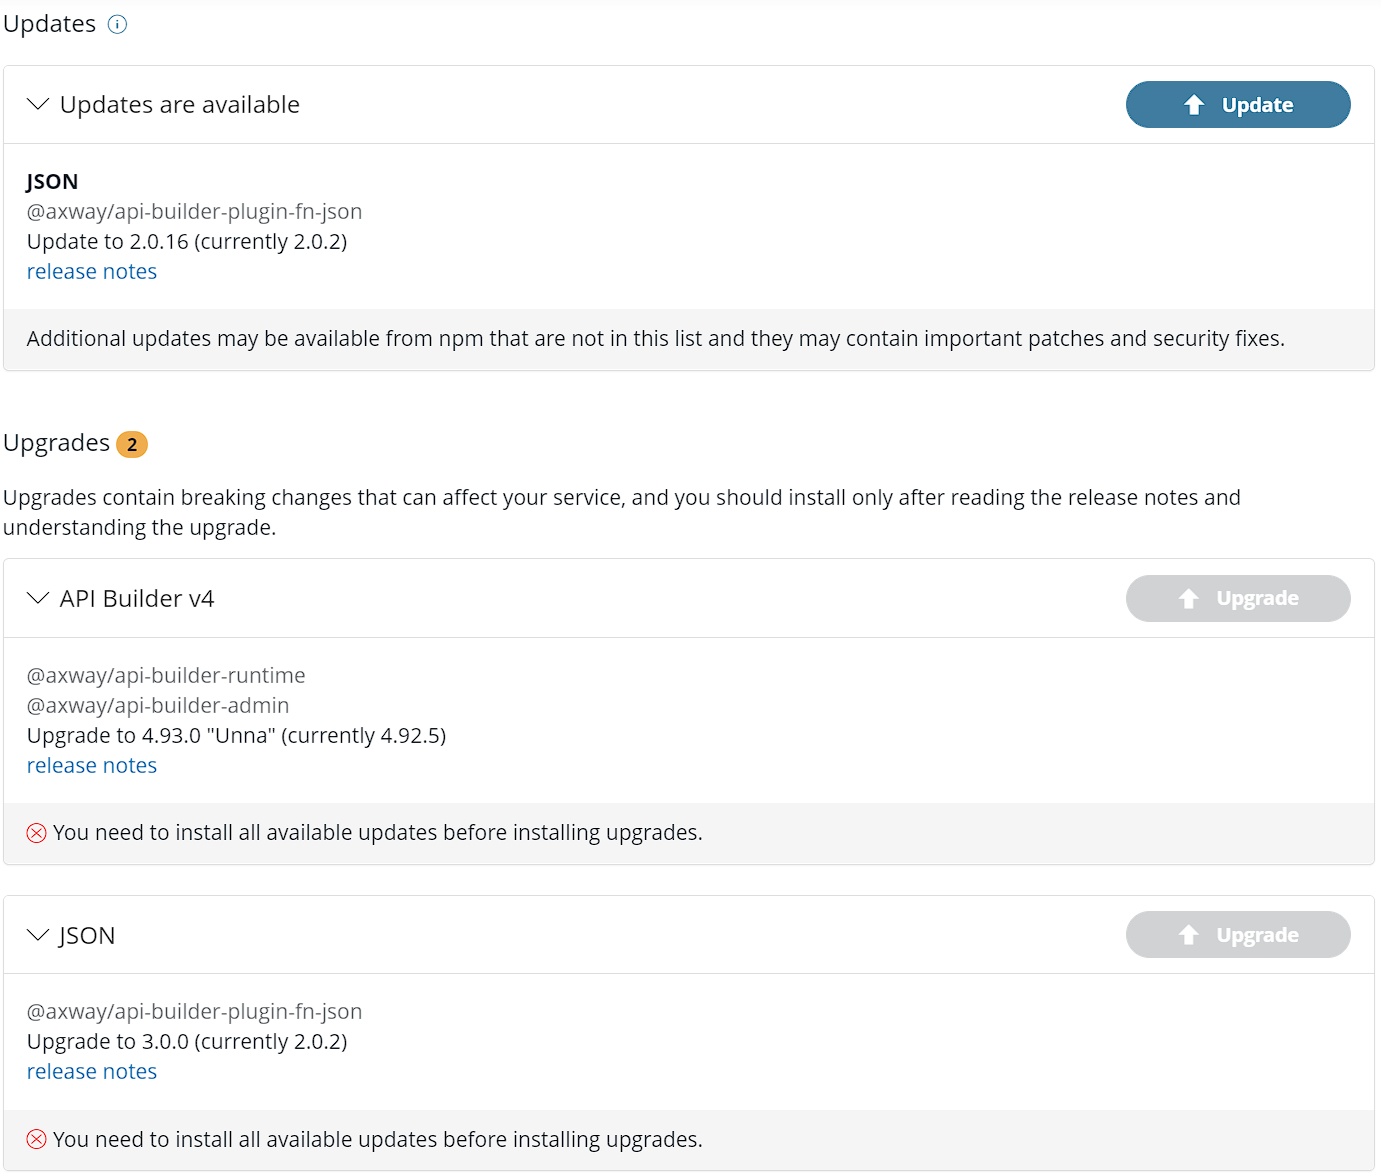 Updates
Updates are available
Update
JSON
@axway/api-builder-plugin-fn-json
Update to 2.0.16 (currently 2.0.2)
release notes
Additional updates may be available from npm that are not in this list and they may contain important patches and security fixes.
Upgrades 2
Upgrades contain breaking changes that can affect your service, and you should install only after reading the release notes and
understanding the upgrade.
API Builder v4
Upgrade
@axway/api-builder-runtime
@axway/api-builder-admin
Upgrade to 4.93.0 "Unna" (currently 4.92.5)
release notes
You need to install all available updates before installing upgrades.
JSON
Upgrade
@axway/api-builder-plugin-fn-json
Upgrade to 3.0.0 (currently 2.0.2)
release notes
You need to install all available updates before installing upgrades.